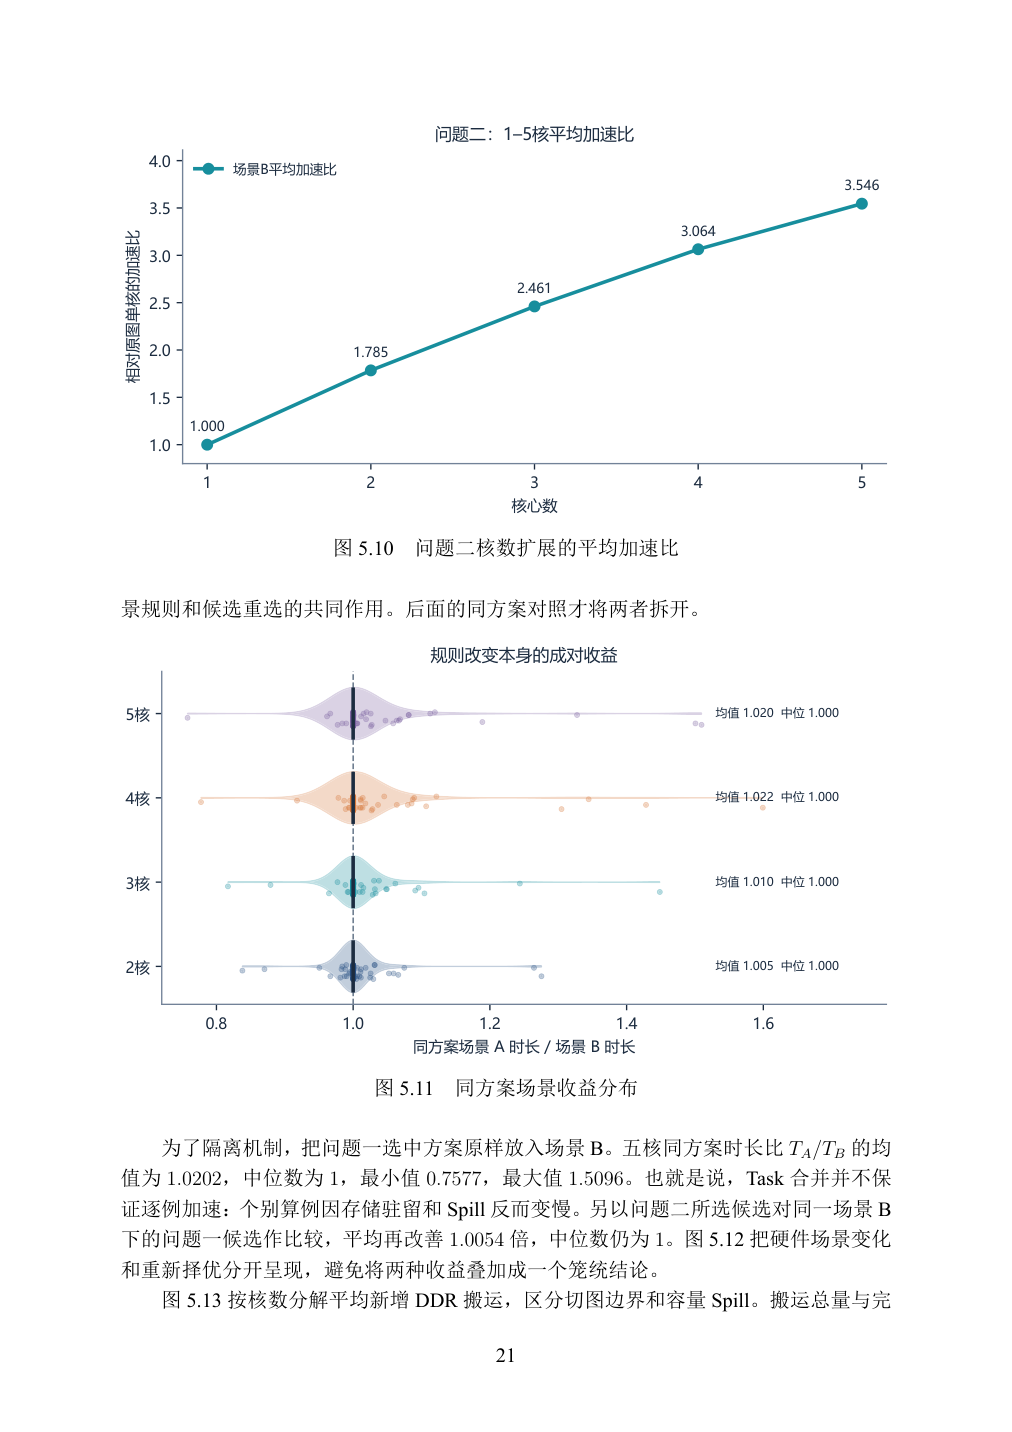 问题二：1–5核平均加速比
4.0
3.5
3.0
2.5
2.0
1.5
1.0
相对原图单核的加速比
场景B平均加速比
1.000
1.785
2.461
3.064
3.546
1 2 3 4 5
核心数
图 5.10 问题二核数扩展的平均加速比
景规则和候选重选的共同作用。后面的同方案对照才将两者拆开。
规则改变本身的成对收益
5核
均值 1.020 中位 1.000
4核
均值 1.022 中位 1.000
3核
均值 1.010 中位 1.000
2核
均值 1.005 中位 1.000
0.8 1.0 1.2 1.4 1.6
同方案场景 A 时长 / 场景 B 时长
图 5.11 同方案场景收益分布
为了隔离机制，把问题一选中方案原样放入场景 B。五核同方案时长比 T_A/T_B 的均
值为 1.0202，中位数为 1，最小值 0.7577，最大值 1.5096。也就是说，Task 合并并不保
证逐例加速：个别算例因存储驻留和 Spill 反而变慢。另以问题二所选候选对同一场景 B
下的问题一候选作比较，平均再改善 1.0054 倍，中位数仍为 1。图 5.12 把硬件场景变化
和重新择优分开呈现，避免将两种收益叠加成一个笼统结论。
图 5.13 按核数分解平均新增 DDR 搬运，区分切图边界和容量 Spill。搬运总量与完
21